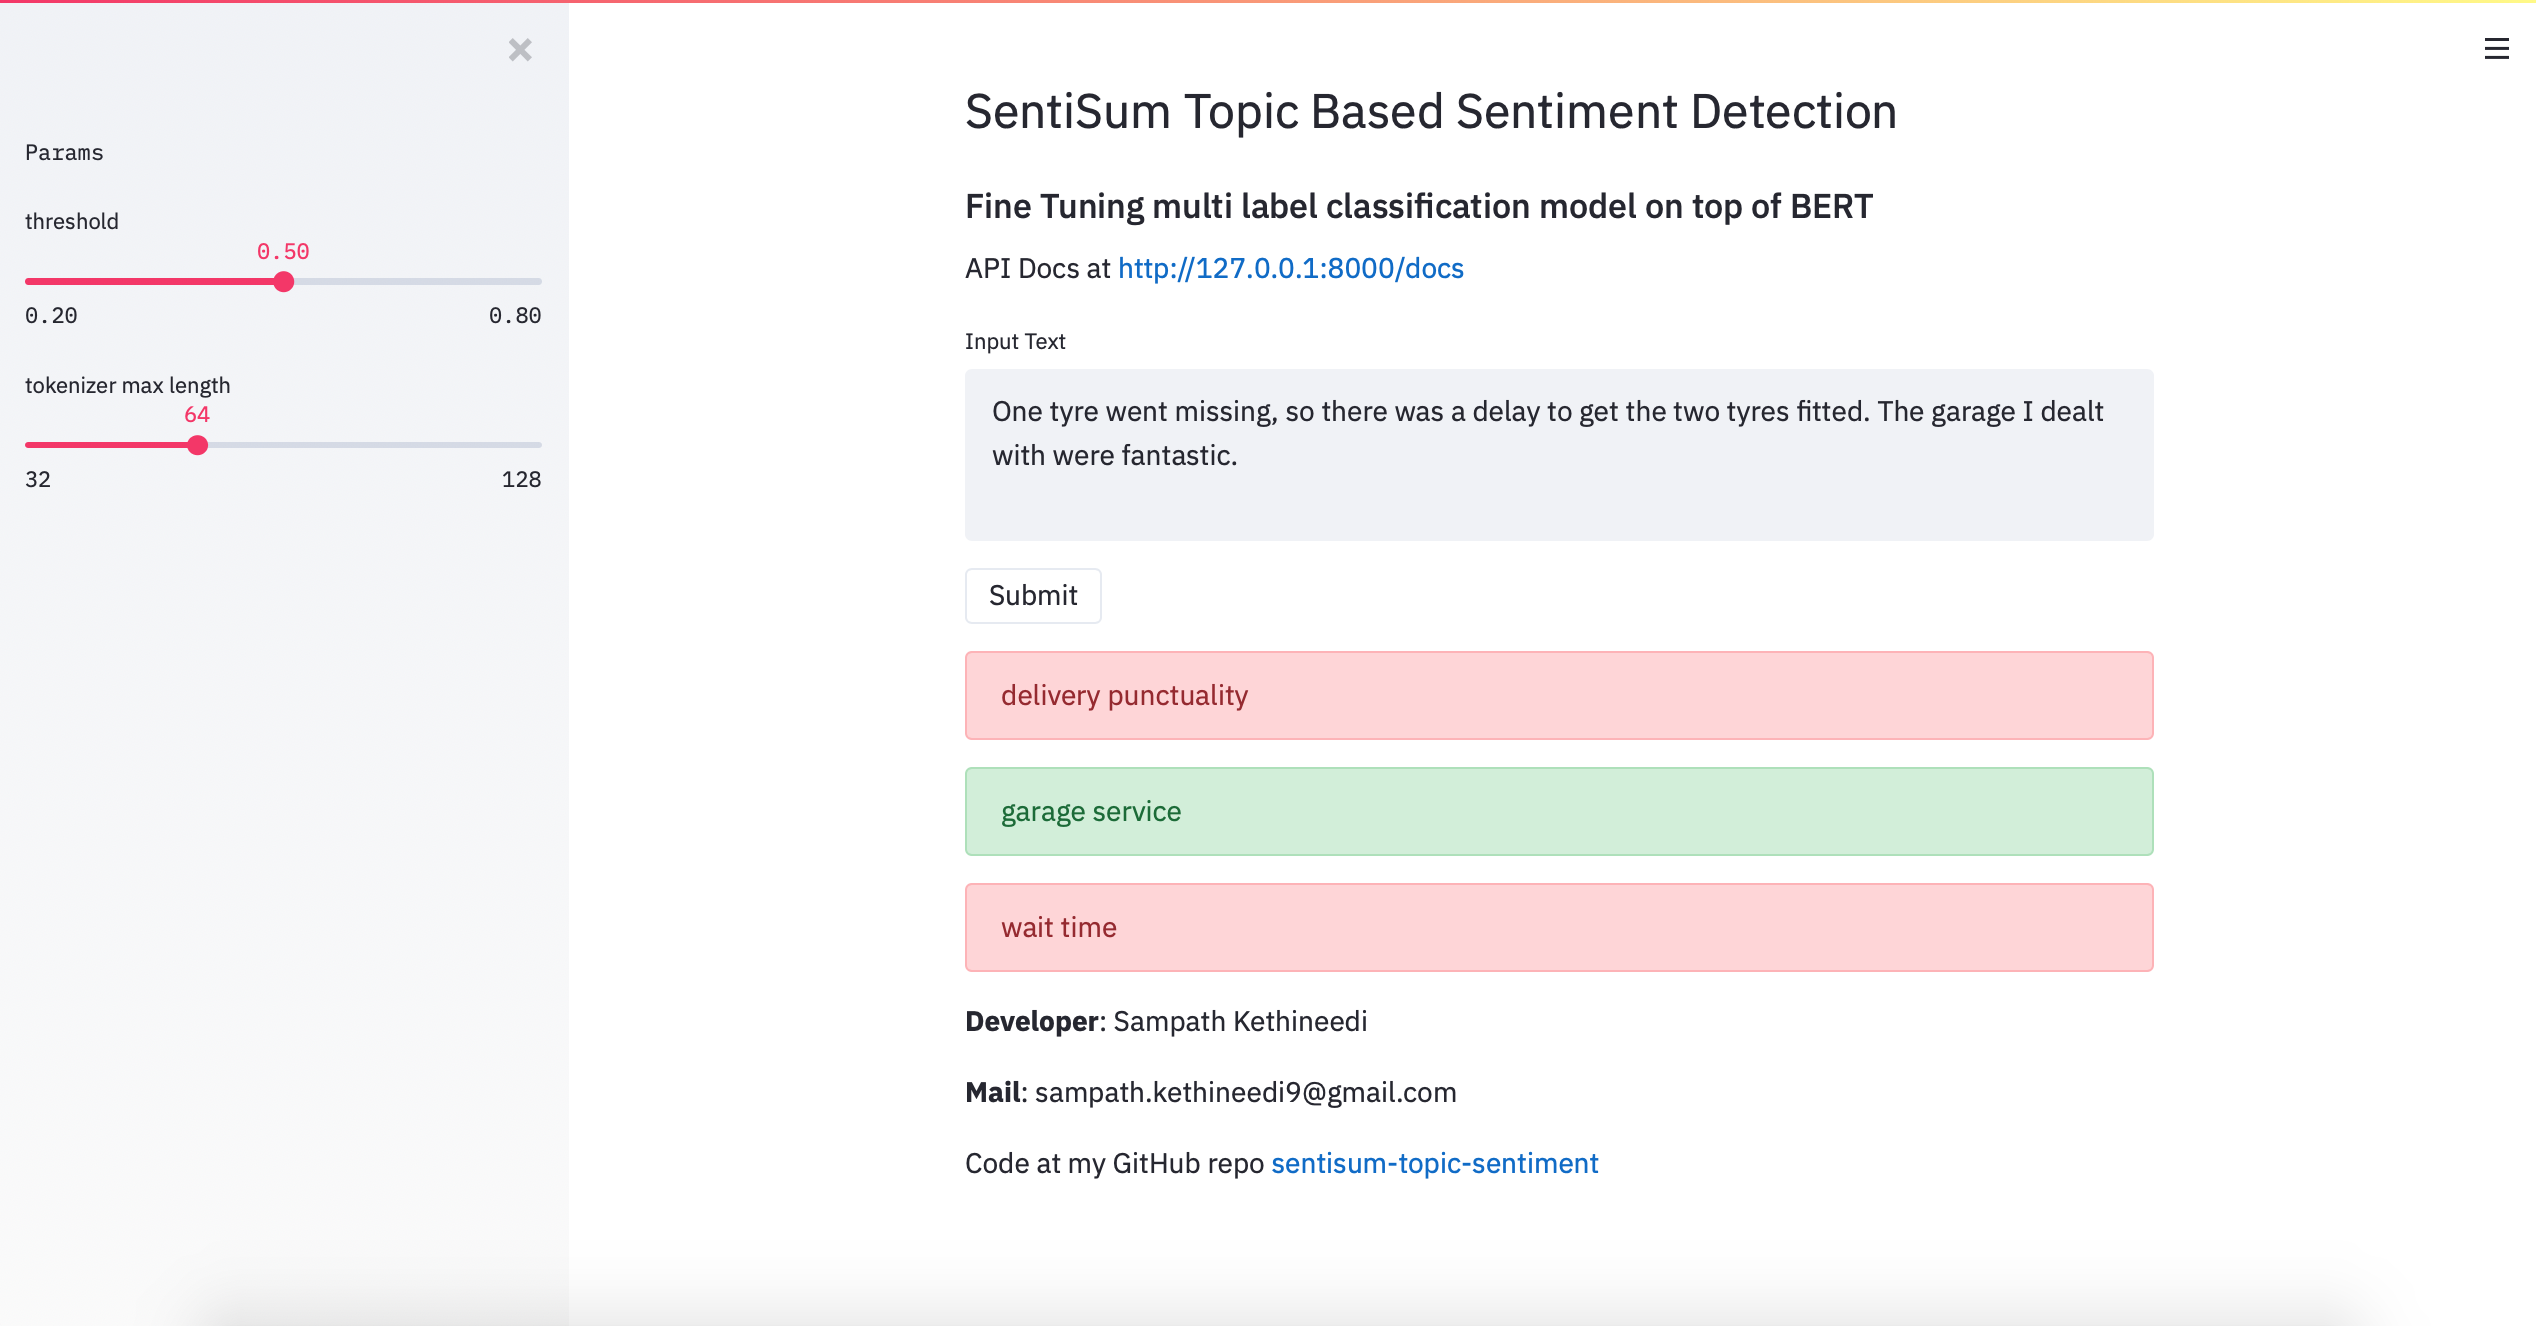 Params
threshold
0.50
0.20 0.80
tokenizer max length
64
32 128
SentiSum Topic Based Sentiment Detection
Fine Tuning multi label classification model on top of BERT
API Docs at http://127.0.0.1:8000/docs
Input Text
One tyre went missing, so there was a delay to get the two tyres fitted. The garage I dealt
with were fantastic.
Submit
delivery punctuality
garage service
wait time
Developer: Sampath Kethineedi
Mail: sampath.kethineedi9@gmail.com
Code at my GitHub repo sentisum-topic-sentiment